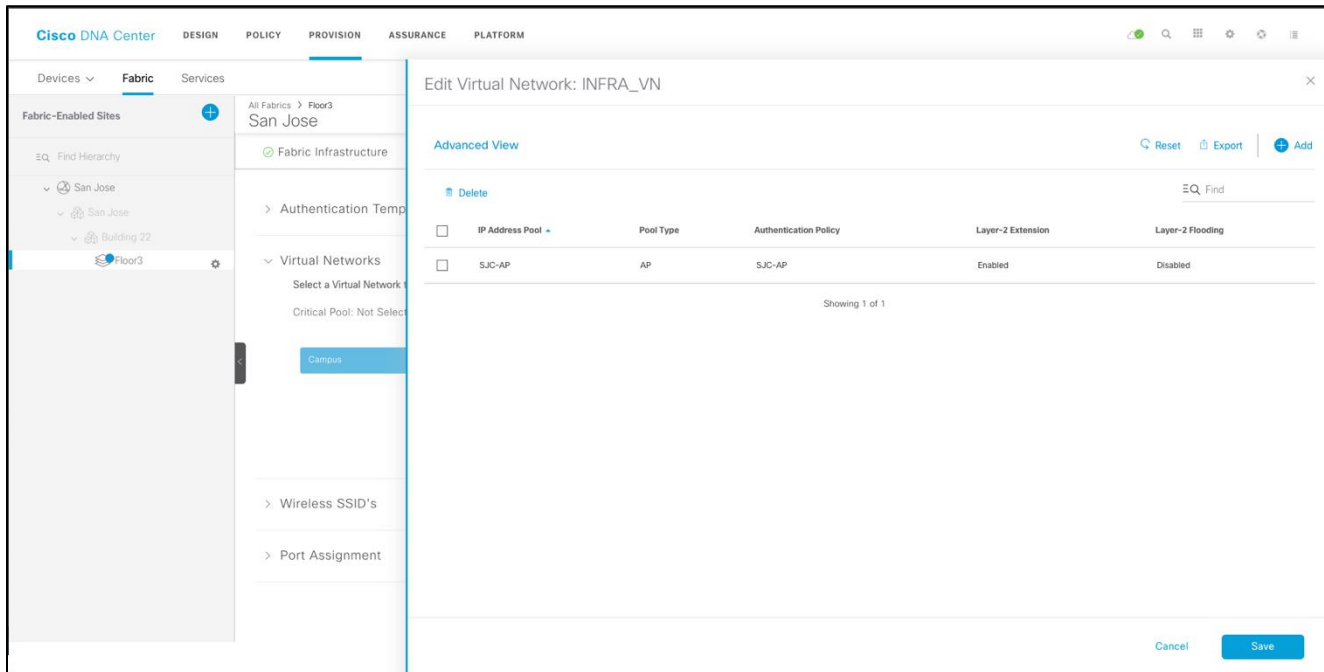 Cisco DNA Center DESIGN POLICY PROVISION ASSURANCE PLATFORM
Devices Fabric Services
Fabric-Enabled Sites
Find Hierarchy
San Jose
San Jose
Building 22
Floor3
All Fabrics > Floor3
San Jose
Fabric Infrastructure
Authentication Temp
Virtual Networks
Select a Virtual Network
Critical Pool: Not Select
Campus
Wireless SSID's
Port Assignment
Edit Virtual Network: INFRA_VN
Advanced View Reset Export Add
Delete Find
IP Address Pool Pool Type Authentication Policy Layer-2 Extension Layer-2 Flooding
SJC-AP AP SJC-AP Enabled Disabled
Showing 1 of 1
Cancel Save